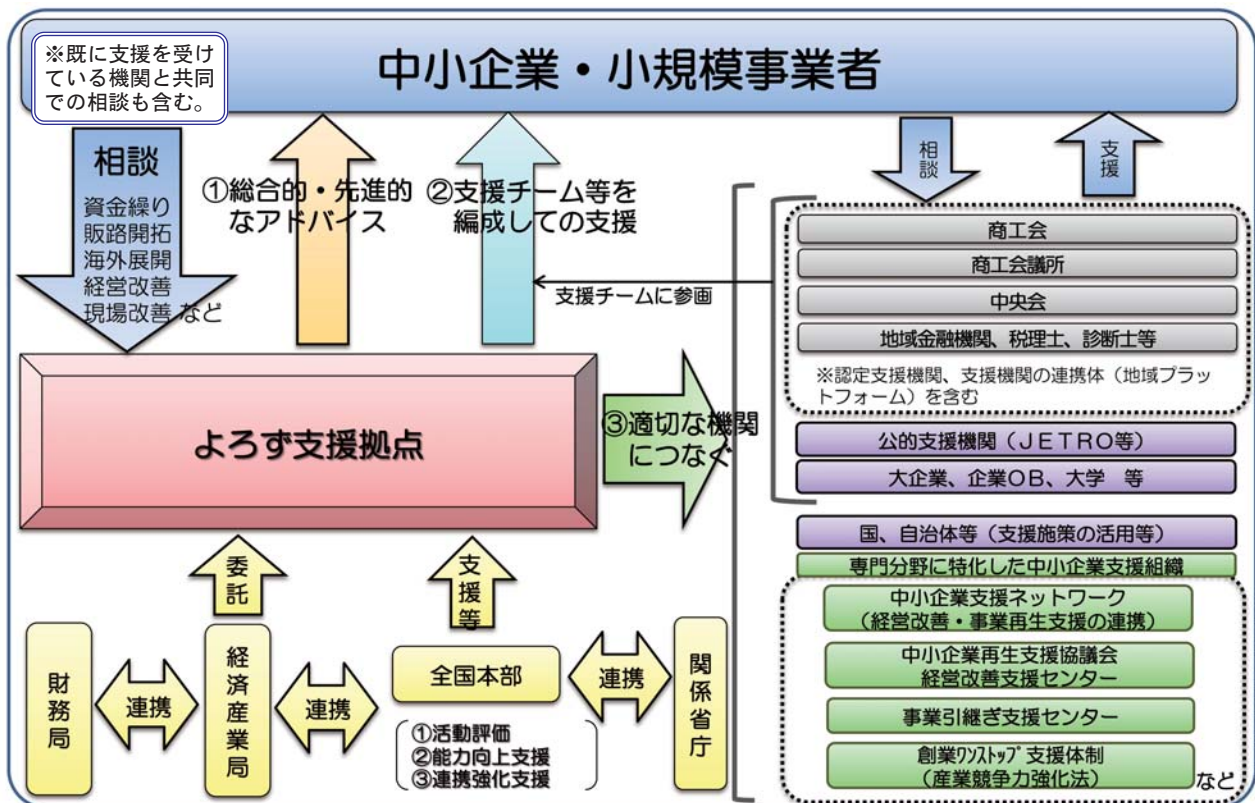 ※既に支援を受け
ている機関と共同
での相談も含む。
中小企業・小規模事業者
相談
資金繰り
販路開拓
海外展開
経営改善
現場改善 など
①総合的・先進的
なアドバイス
②支援チーム等を
編成しての支援
支援チームに参画
相談
支援
商工会
商工会議所
中央会
地域金融機関、税理士、診断士等
※認定支援機関、支援機関の連携体（地域プラッ
トフォーム）を含む
よろず支援拠点
③適切な機関
につなぐ
公的支援機関（ＪＥＴＲＯ等）
大企業、企業ＯＢ、大学　等
国、自治体等（支援施策の活用等）
専門分野に特化した中小企業支援組織
中小企業支援ネットワーク
（経営改善・事業再生支援の連携）
中小企業再生支援協議会
経営改善支援センター
事業引継ぎ支援センター
創業ﾜﾝｽﾄｯﾌﾟ支援体制
（産業競争力強化法）
など
委託
支援等
財務局
連携
経済産業局
連携
全国本部
連携
関係省庁
①活動評価
②能力向上支援
③連携強化支援